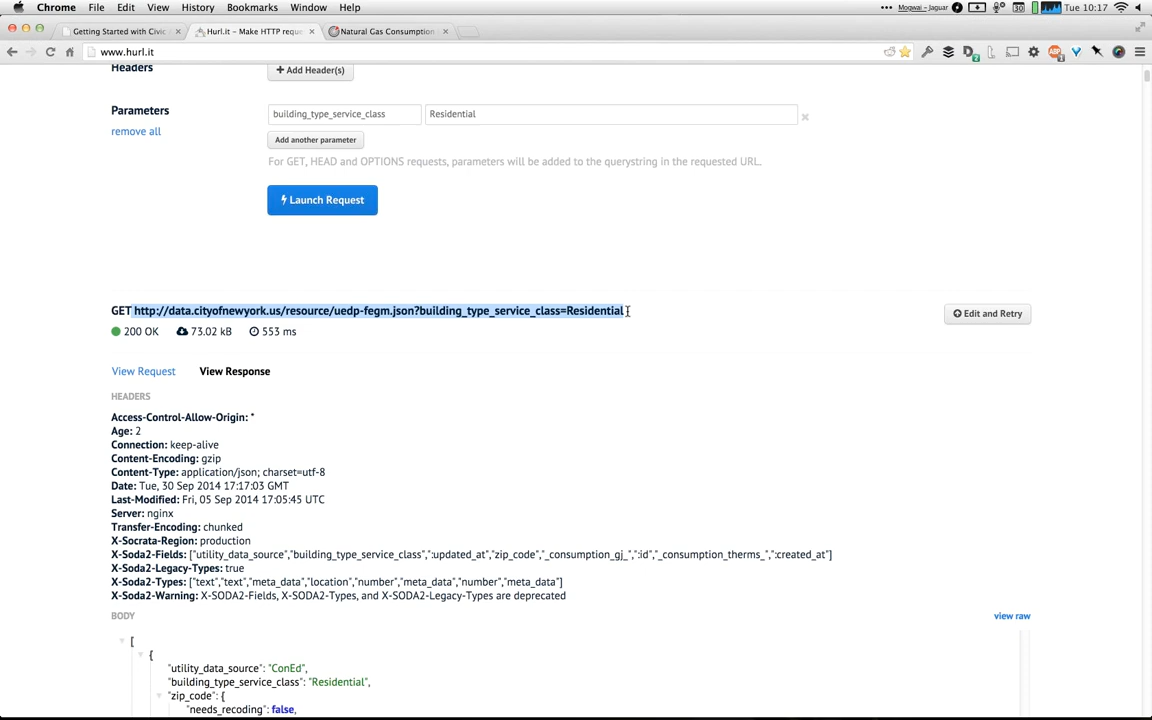 Chrome File Edit View History Bookmarks Window Help
Mogwai – Jaguar
30
Tue 10:17
Getting Started with Civic
Hurl.it – Make HTTP reque
Natural Gas Consumption
www.hurl.it
Headers
Add Header(s)
Parameters
remove all
building_type_service_class
Residential
Add another parameter
For GET, HEAD and OPTIONS requests, parameters will be added to the querystring in the requested URL.
Launch Request
GET http://data.cityofnewyork.us/resource/uedp-fegm.json?building_type_service_class=Residential
Edit and Retry
200 OK 73.02 kB 553 ms
View Request View Response
HEADERS
Access-Control-Allow-Origin: *
Age: 2
Connection: keep-alive
Content-Encoding: gzip
Content-Type: application/json; charset=utf-8
Date: Tue, 30 Sep 2014 17:17:03 GMT
Last-Modified: Fri, 05 Sep 2014 17:05:45 UTC
Server: nginx
Transfer-Encoding: chunked
X-Socrata-Region: production
X-Soda2-Fields: ["utility_data_source","building_type_service_class",":updated_at","zip_code","_consumption_gj_",":id","_consumption_therms_",":created_at"]
X-Soda2-Legacy-Types: true
X-Soda2-Types: ["text","text","meta_data","location","number","meta_data","number","meta_data"]
X-Soda2-Warning: X-SODA2-Fields, X-SODA2-Types, and X-SODA2-Legacy-Types are deprecated
BODY
view raw
[
{
"utility_data_source": "ConEd",
"building_type_service_class": "Residential",
"zip_code": {
"needs_recoding": false,